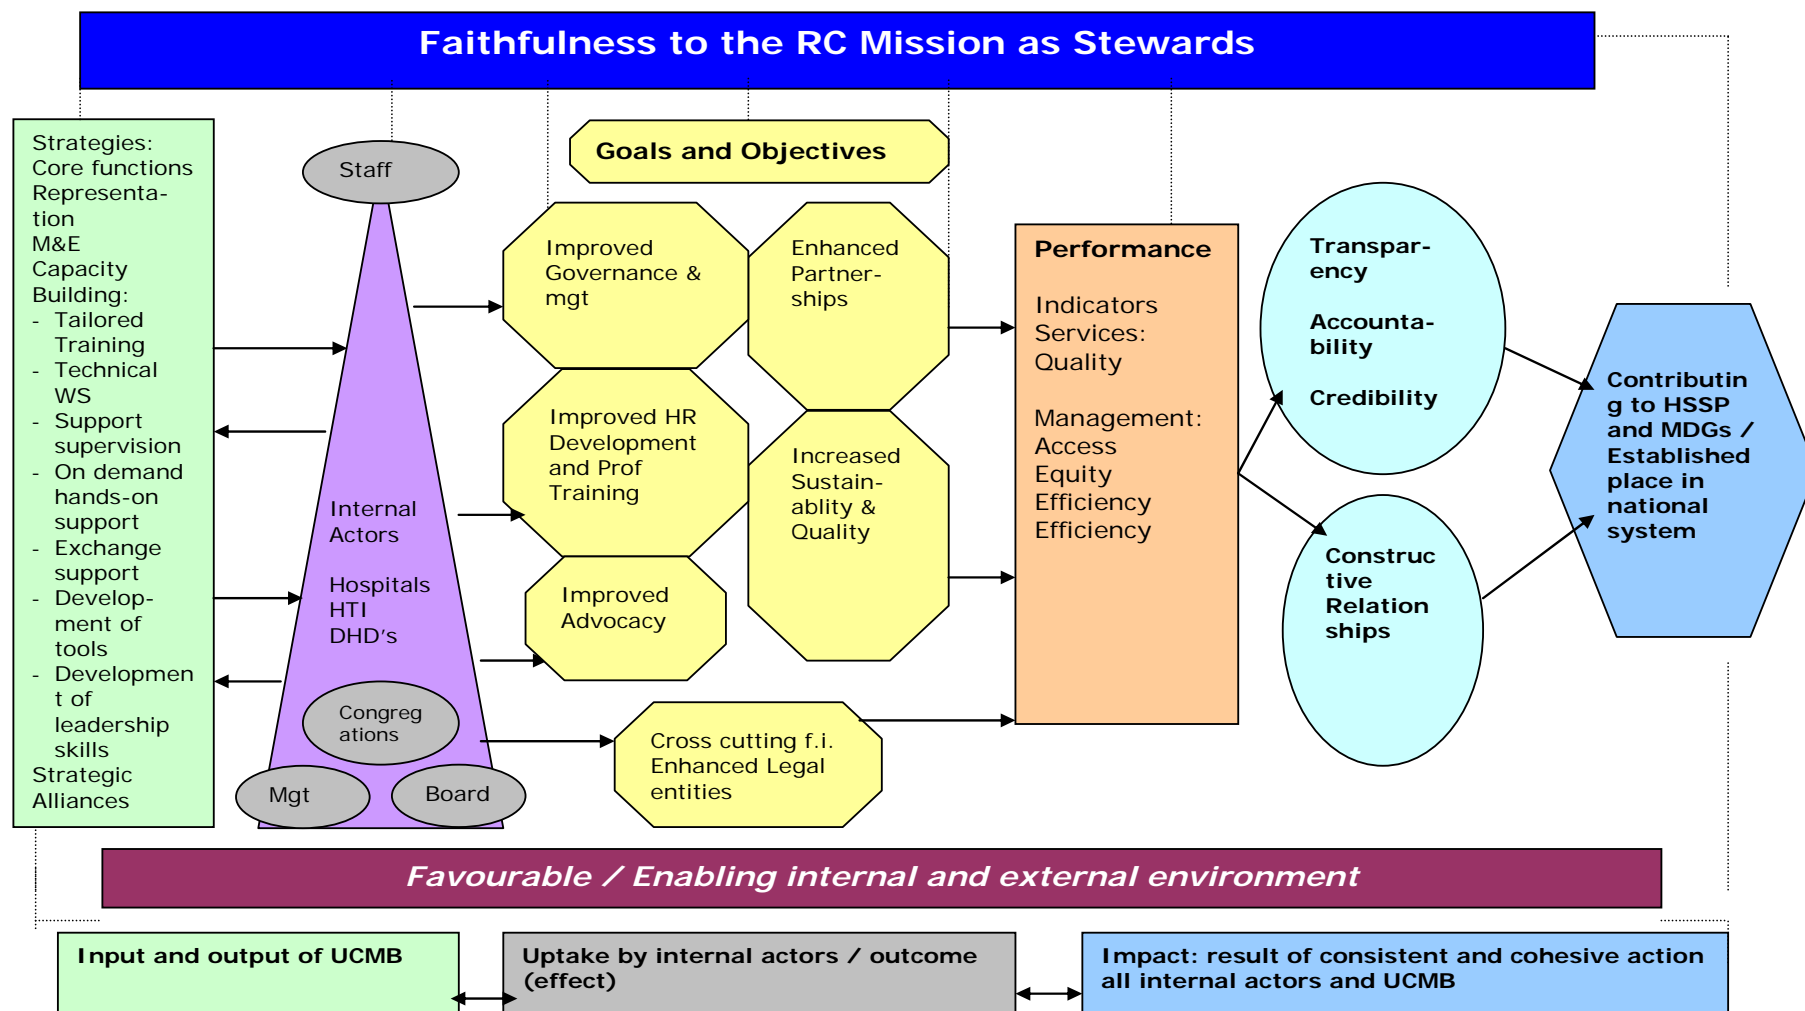 Faithfulness to the RC Mission as Stewards
Strategies:
Core functions
Representa-
tion
M&E
Capacity
Building:
- Tailored
Training
- Technical
WS
- Support
supervision
- On demand
hands-on
support
- Exchange
support
- Develop-
ment of
tools
- Developmen
t of
leadership
skills
Strategic
Alliances
Staff
Internal
Actors
Hospitals
HTI
DHD's
Congreg
ations
Mgt
Board
Goals and Objectives
Improved
Governance &
mgt
Enhanced
Partner-
ships
Improved HR
Development
and Prof
Training
Increased
Sustain-
ablity &
Quality
Improved
Advocacy
Cross cutting f.i.
Enhanced Legal
entities
Performance
Indicators
Services:
Quality
Management:
Access
Equity
Efficiency
Efficiency
Transpar-
ency
Accounta-
bility
Credibility
Construc
tive
Relation
ships
Contributin
g to HSSP
and MDGs /
Established
place in
national
system
Favourable / Enabling internal and external environment
Input and output of UCMB
Uptake by internal actors / outcome
(effect)
Impact: result of consistent and cohesive action
all internal actors and UCMB